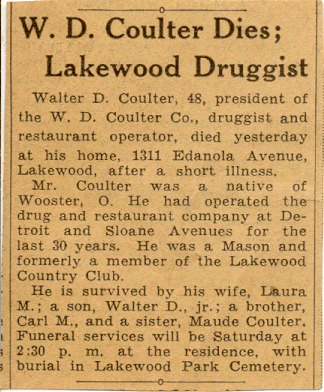 W. D. Coulter Dies;
Lakewood Druggist
Walter D. Coulter, 48, president of
the W. D. Coulter Co., druggist and
restaurant operator, died yesterday
at his home, 1311 Edanola Avenue,
Lakewood, after a short illness.
Mr. Coulter was a native of
Wooster, O. He had operated the
drug and restaurant company at De-
troit and Sloane Avenues for the
last 30 years. He was a Mason and
formerly a member of the Lakewood
Country Club.
He is survived by his wife, Laura
M.; a son, Walter D., jr.; a brother,
Carl M., and a sister, Maude Coulter.
Funeral services will be Saturday at
2:30 p. m. at the residence, with
burial in Lakewood Park Cemetery.